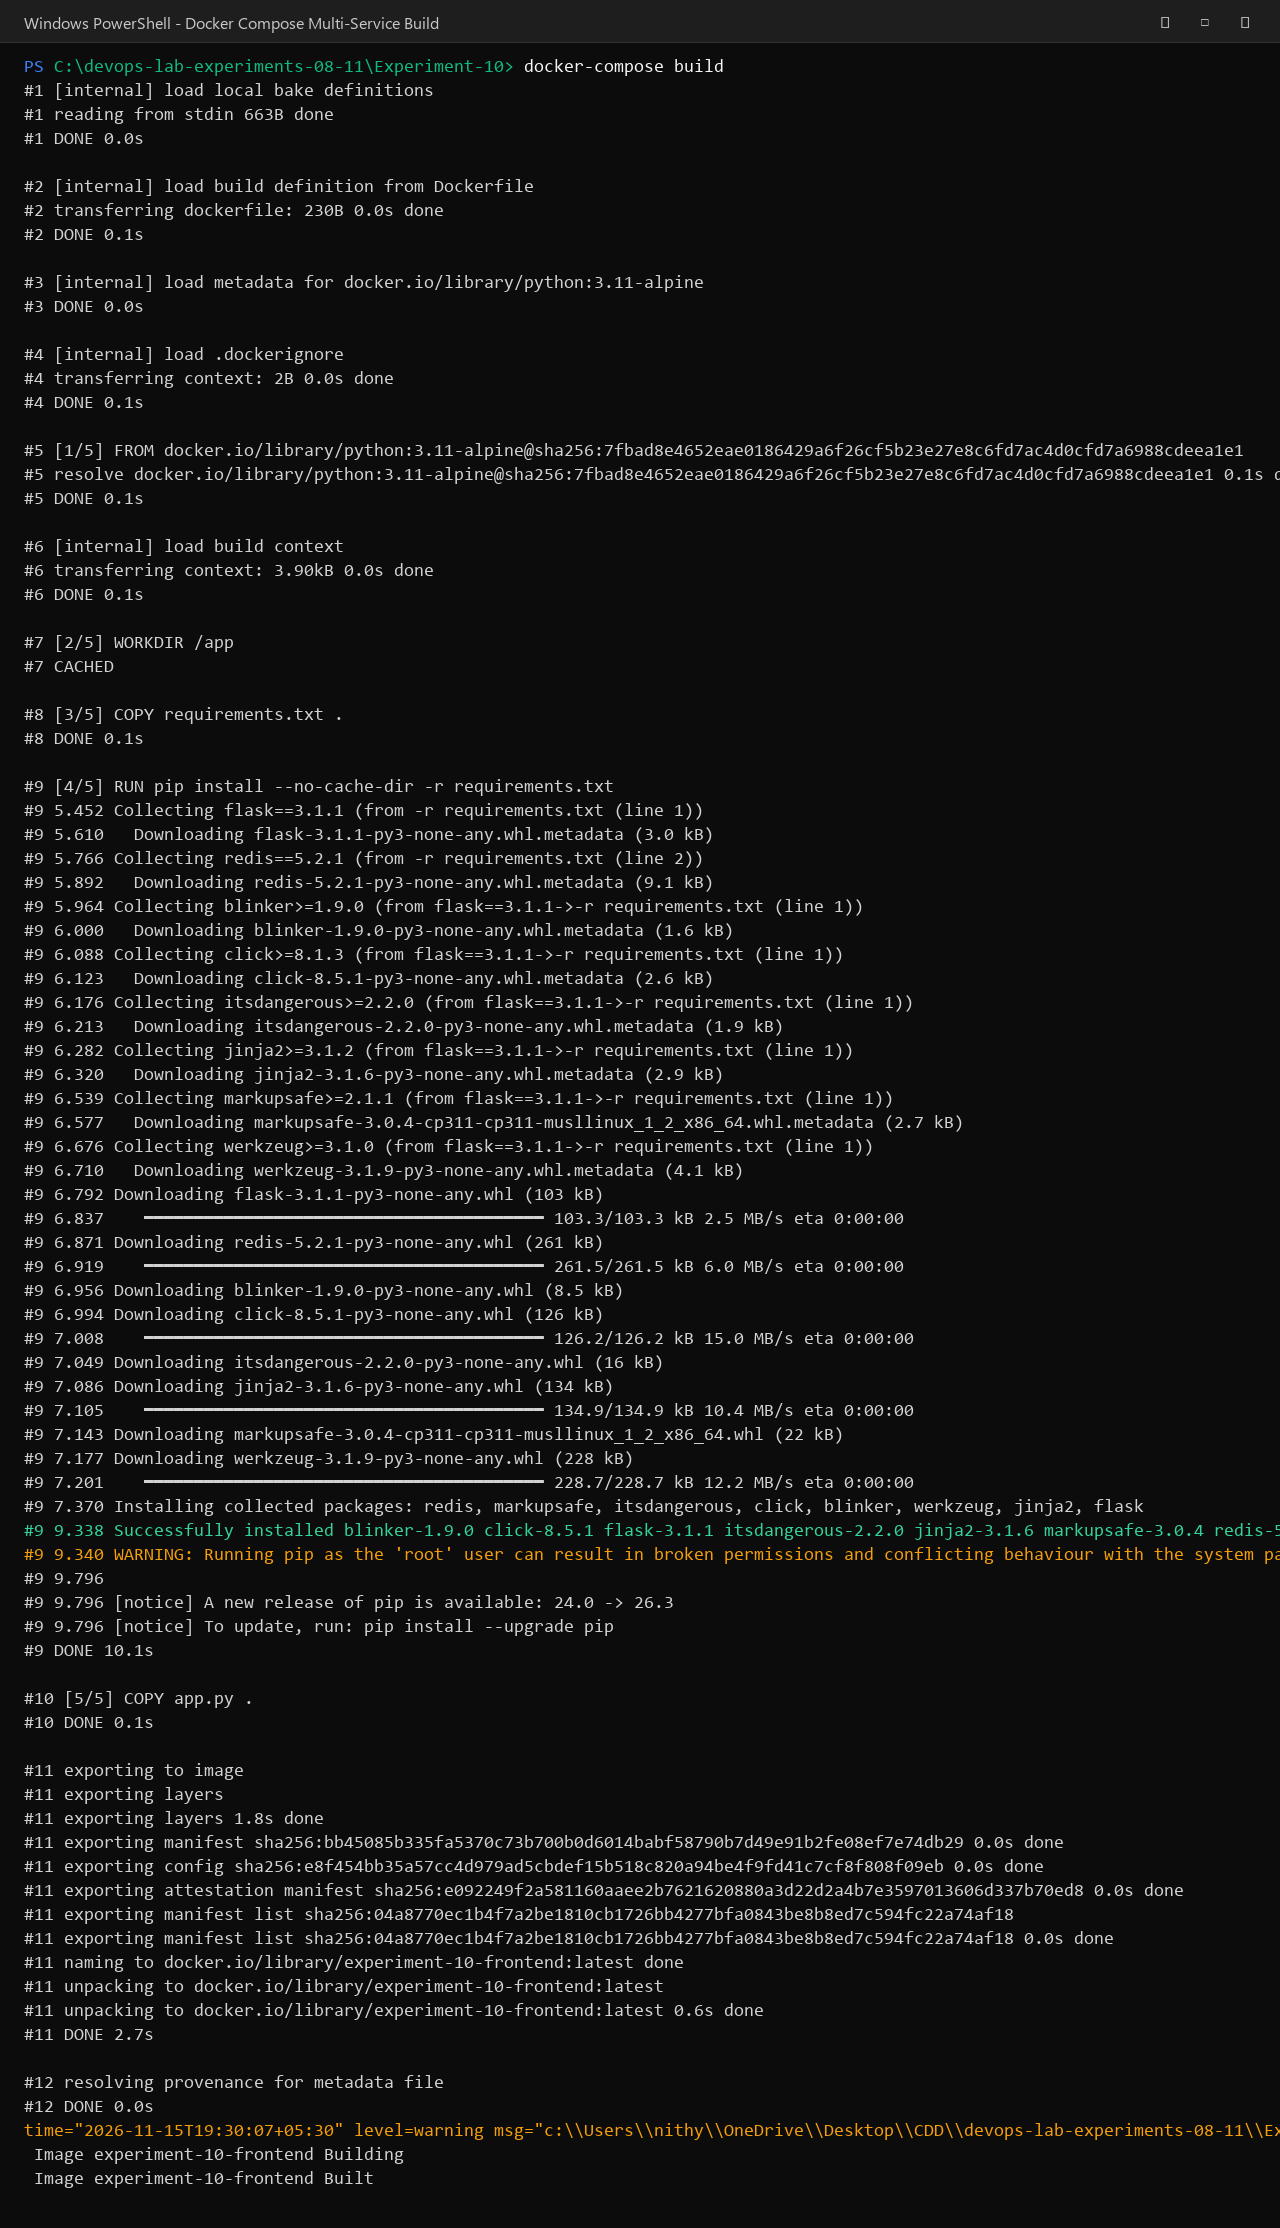 Windows PowerShell - Docker Compose Multi-Service Build
PS C:\devops-lab-experiments-08-11\Experiment-10> docker-compose build
#1 [internal] load local bake definitions
#1 reading from stdin 663B done
#1 DONE 0.0s
#2 [internal] load build definition from Dockerfile
#2 transferring dockerfile: 230B 0.0s done
#2 DONE 0.1s
#3 [internal] load metadata for docker.io/library/python:3.11-alpine
#3 DONE 0.0s
#4 [internal] load .dockerignore
#4 transferring context: 2B 0.0s done
#4 DONE 0.1s
#5 [1/5] FROM docker.io/library/python:3.11-alpine@sha256:7fbad8e4652eae0186429a6f26cf5b23e27e8c6fd7ac4d0cfd7a6988cdeea1e1
#5 resolve docker.io/library/python:3.11-alpine@sha256:7fbad8e4652eae0186429a6f26cf5b23e27e8c6fd7ac4d0cfd7a6988cdeea1e1 0.1s
#5 DONE 0.1s
#6 [internal] load build context
#6 transferring context: 3.90kB 0.0s done
#6 DONE 0.1s
#7 [2/5] WORKDIR /app
#7 CACHED
#8 [3/5] COPY requirements.txt .
#8 DONE 0.1s
#9 [4/5] RUN pip install --no-cache-dir -r requirements.txt
#9 5.452 Collecting flask==3.1.1 (from -r requirements.txt (line 1))
#9 5.610   Downloading flask-3.1.1-py3-none-any.whl.metadata (3.0 kB)
#9 5.766 Collecting redis==5.2.1 (from -r requirements.txt (line 2))
#9 5.892   Downloading redis-5.2.1-py3-none-any.whl.metadata (9.1 kB)
#9 5.964 Collecting blinker>=1.9.0 (from flask==3.1.1->-r requirements.txt (line 1))
#9 6.000   Downloading blinker-1.9.0-py3-none-any.whl.metadata (1.6 kB)
#9 6.088 Collecting click>=8.1.3 (from flask==3.1.1->-r requirements.txt (line 1))
#9 6.123   Downloading click-8.5.1-py3-none-any.whl.metadata (2.6 kB)
#9 6.176 Collecting itsdangerous>=2.2.0 (from flask==3.1.1->-r requirements.txt (line 1))
#9 6.213   Downloading itsdangerous-2.2.0-py3-none-any.whl.metadata (1.9 kB)
#9 6.282 Collecting jinja2>=3.1.2 (from flask==3.1.1->-r requirements.txt (line 1))
#9 6.320   Downloading jinja2-3.1.6-py3-none-any.whl.metadata (2.9 kB)
#9 6.539 Collecting markupsafe>=2.1.1 (from flask==3.1.1->-r requirements.txt (line 1))
#9 6.577   Downloading markupsafe-3.0.4-cp311-cp311-musllinux_1_2_x86_64.whl.metadata (2.7 kB)
#9 6.676 Collecting werkzeug>=3.1.0 (from flask==3.1.1->-r requirements.txt (line 1))
#9 6.710   Downloading werkzeug-3.1.9-py3-none-any.whl.metadata (4.1 kB)
#9 6.792 Downloading flask-3.1.1-py3-none-any.whl (103 kB)
#9 6.837    ━━━━━━━━━━━━━━━━━━━━━━━━━━━━━━━━━━━━━━━━ 103.3/103.3 kB 2.5 MB/s eta 0:00:00
#9 6.871 Downloading redis-5.2.1-py3-none-any.whl (261 kB)
#9 6.919    ━━━━━━━━━━━━━━━━━━━━━━━━━━━━━━━━━━━━━━━━ 261.5/261.5 kB 6.0 MB/s eta 0:00:00
#9 6.956 Downloading blinker-1.9.0-py3-none-any.whl (8.5 kB)
#9 6.994 Downloading click-8.5.1-py3-none-any.whl (126 kB)
#9 7.008    ━━━━━━━━━━━━━━━━━━━━━━━━━━━━━━━━━━━━━━━━ 126.2/126.2 kB 15.0 MB/s eta 0:00:00
#9 7.049 Downloading itsdangerous-2.2.0-py3-none-any.whl (16 kB)
#9 7.086 Downloading jinja2-3.1.6-py3-none-any.whl (134 kB)
#9 7.105    ━━━━━━━━━━━━━━━━━━━━━━━━━━━━━━━━━━━━━━━━ 134.9/134.9 kB 10.4 MB/s eta 0:00:00
#9 7.143 Downloading markupsafe-3.0.4-cp311-cp311-musllinux_1_2_x86_64.whl (22 kB)
#9 7.177 Downloading werkzeug-3.1.9-py3-none-any.whl (228 kB)
#9 7.201    ━━━━━━━━━━━━━━━━━━━━━━━━━━━━━━━━━━━━━━━━ 228.7/228.7 kB 12.2 MB/s eta 0:00:00
#9 7.370 Installing collected packages: redis, markupsafe, itsdangerous, click, blinker, werkzeug, jinja2, flask
#9 9.338 Successfully installed blinker-1.9.0 click-8.5.1 flask-3.1.1 itsdangerous-2.2.0 jinja2-3.1.6 markupsafe-3.0.4 redis-5
#9 9.340 WARNING: Running pip as the 'root' user can result in broken permissions and conflicting behaviour with the system pa
#9 9.796
#9 9.796 [notice] A new release of pip is available: 24.0 -> 26.3
#9 9.796 [notice] To update, run: pip install --upgrade pip
#9 DONE 10.1s
#10 [5/5] COPY app.py .
#10 DONE 0.1s
#11 exporting to image
#11 exporting layers
#11 exporting layers 1.8s done
#11 exporting manifest sha256:bb45085b335fa5370c73b700b0d6014babf58790b7d49e91b2fe08ef7e74db29 0.0s done
#11 exporting config sha256:e8f454bb35a57cc4d979ad5cbdef15b518c820a94be4f9fd41c7cf8f808f09eb 0.0s done
#11 exporting attestation manifest sha256:e092249f2a581160aaee2b7621620880a3d22d2a4b7e3597013606d337b70ed8 0.0s done
#11 exporting manifest list sha256:04a8770ec1b4f7a2be1810cb1726bb4277bfa0843be8b8ed7c594fc22a74af18
#11 exporting manifest list sha256:04a8770ec1b4f7a2be1810cb1726bb4277bfa0843be8b8ed7c594fc22a74af18 0.0s done
#11 naming to docker.io/library/experiment-10-frontend:latest done
#11 unpacking to docker.io/library/experiment-10-frontend:latest
#11 unpacking to docker.io/library/experiment-10-frontend:latest 0.6s done
#11 DONE 2.7s
#12 resolving provenance for metadata file
#12 DONE 0.0s
time="2026-11-15T19:30:07+05:30" level=warning msg="c:\\Users\\nithy\\OneDrive\\Desktop\\CDD\\devops-lab-experiments-08-11\\Ex
Image experiment-10-frontend Building
Image experiment-10-frontend Built